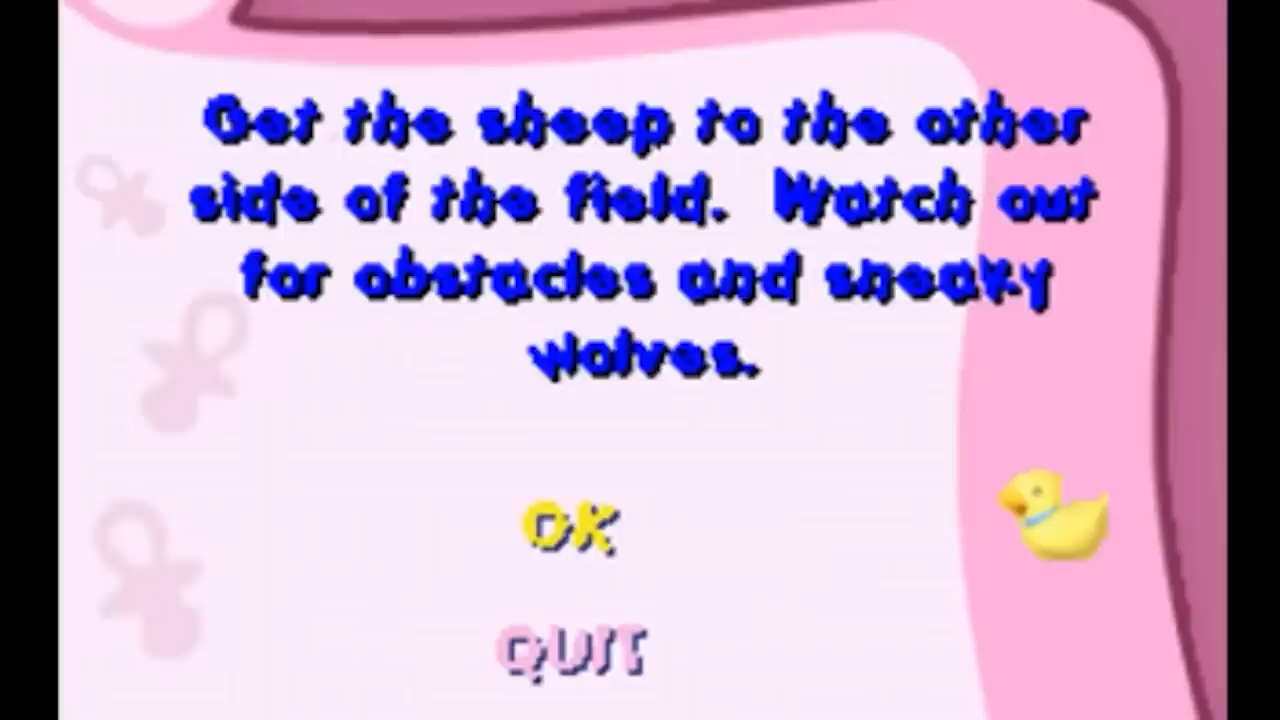 Get the sheep to the other
side of the field. Watch out
for obstacles and sneaky
wolves.
OK
QUIT